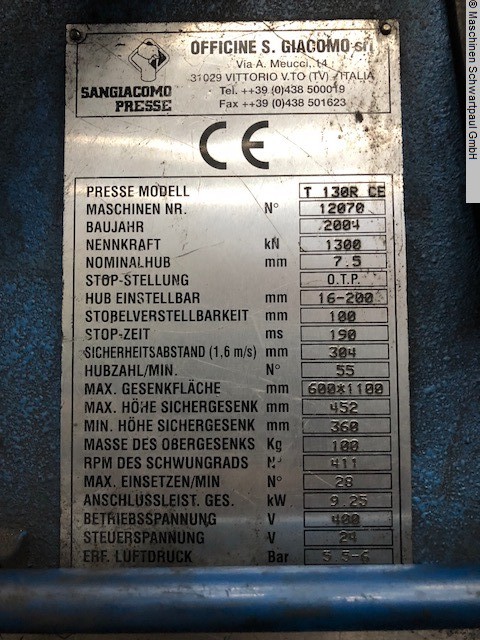 OFFICINE S. GIACOMO srl
Via A. Meucci, 14
31029 VITTORIO V.TO (TV) - ITALIA
Tel. ++39 (0)438 500019
Fax ++39 (0)438 501623
SANGIACOMO
PRESSE
CE
PRESSE MODELL T 130R CE
MASCHINEN NR. N° 12070
BAUJAHR 2004
NENNKRAFT kN 1300
NOMINALHUB mm 7.5
STOP-STELLUNG O.T.P.
HUB EINSTELLBAR mm 16-200
STOßELVERSTELLBARKEIT mm 100
STOP-ZEIT ms 190
SICHERHEITSABSTAND (1,6 m/s) mm 304
HUBZAHL/MIN. N° 55
MAX. GESENKFLÄCHE mm 600*1100
MAX. HÖHE SICHERGESENK mm 452
MIN. HÖHE SICHERGESENK mm 360
MASSE DES OBERGESENKS Kg 100
RPM DES SCHWUNGRADS N° 411
MAX. EINSETZEN/MIN N° 28
ANSCHLUSSLEIST. GES. kW 9.25
BETRIEBSSPANNUNG V 400
STEUERSPANNUNG V 24
ERF. LUFTDRUCK Bar 5.5-6
© Maschinen Schwartpaul GmbH